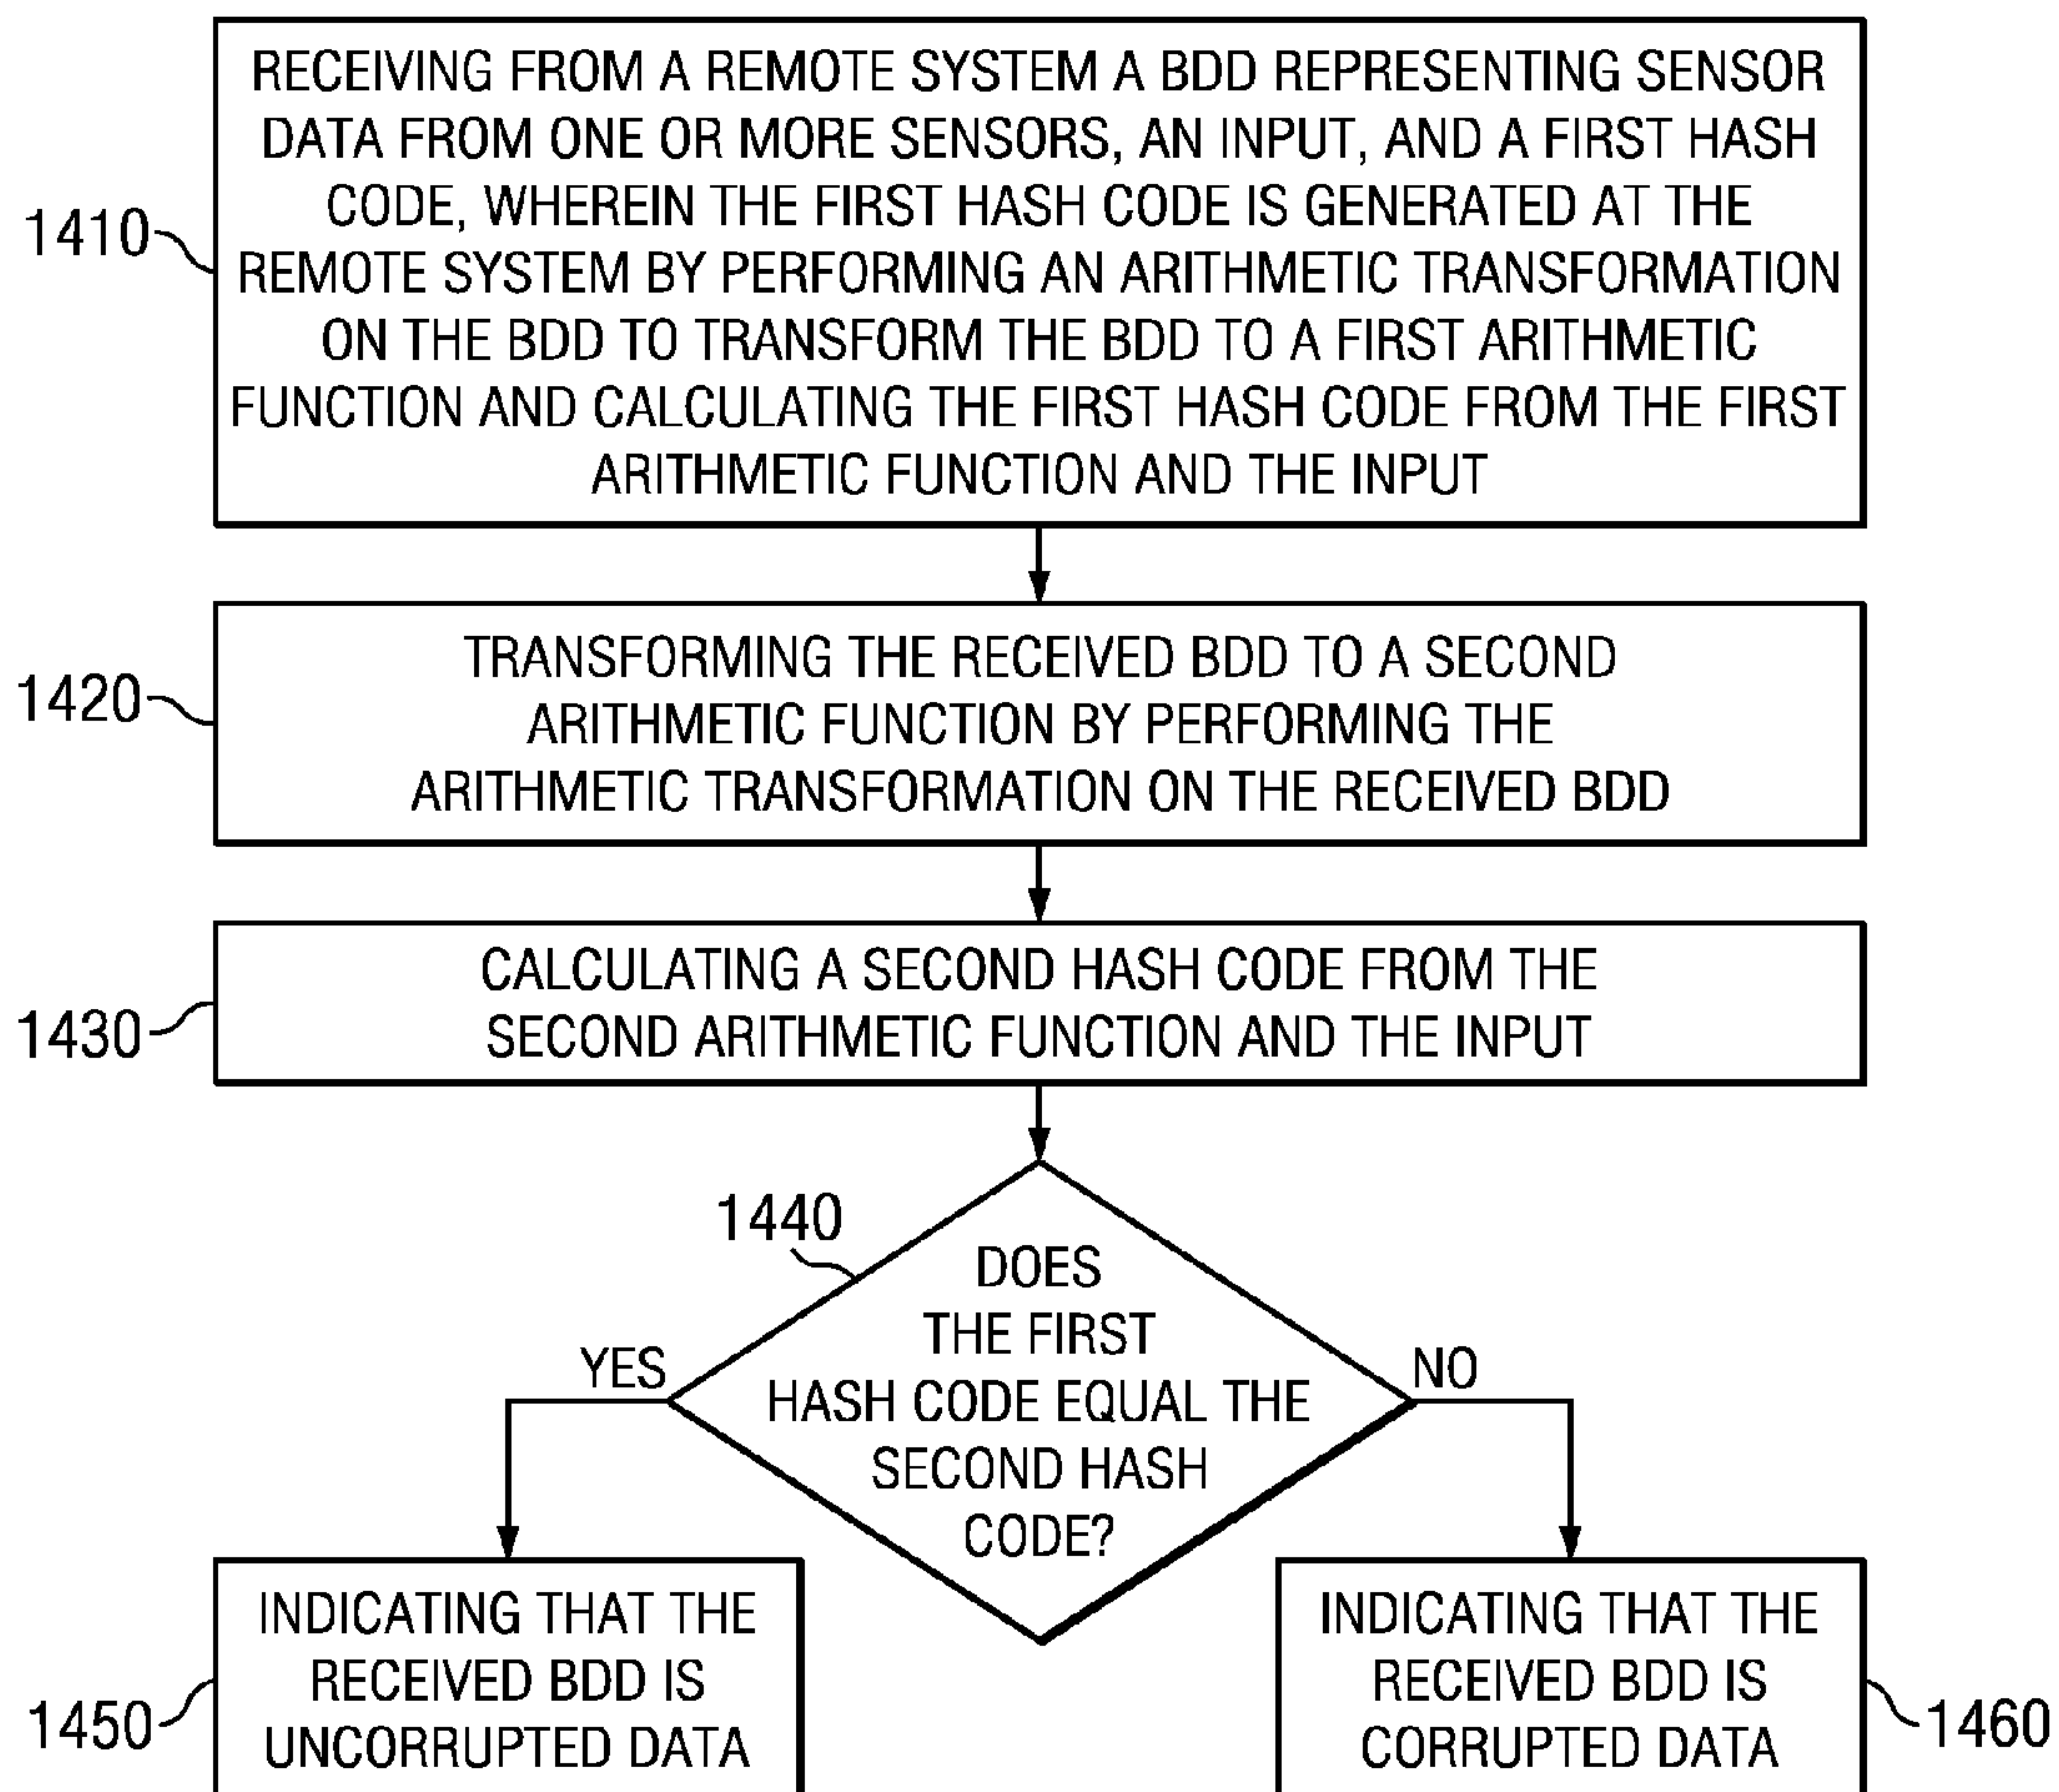 RECEIVING FROM A REMOTE SYSTEM A BDD REPRESENTING SENSOR
DATA FROM ONE OR MORE SENSORS, AN INPUT, AND A FIRST HASH
CODE, WHEREIN THE FIRST HASH CODE IS GENERATED AT THE
REMOTE SYSTEM BY PERFORMING AN ARITHMETIC TRANSFORMATION
ON THE BDD TO TRANSFORM THE BDD TO A FIRST ARITHMETIC
FUNCTION AND CALCULATING THE FIRST HASH CODE FROM THE FIRST
ARITHMETIC FUNCTION AND THE INPUT
1410
TRANSFORMING THE RECEIVED BDD TO A SECOND
ARITHMETIC FUNCTION BY PERFORMING THE
ARITHMETIC TRANSFORMATION ON THE RECEIVED BDD
1420
CALCULATING A SECOND HASH CODE FROM THE
SECOND ARITHMETIC FUNCTION AND THE INPUT
1430
1440
DOES
THE FIRST
HASH CODE EQUAL THE
SECOND HASH
CODE?
YES
NO
INDICATING THAT THE
RECEIVED BDD IS
UNCORRUPTED DATA
1450
INDICATING THAT THE
RECEIVED BDD IS
CORRUPTED DATA
1460